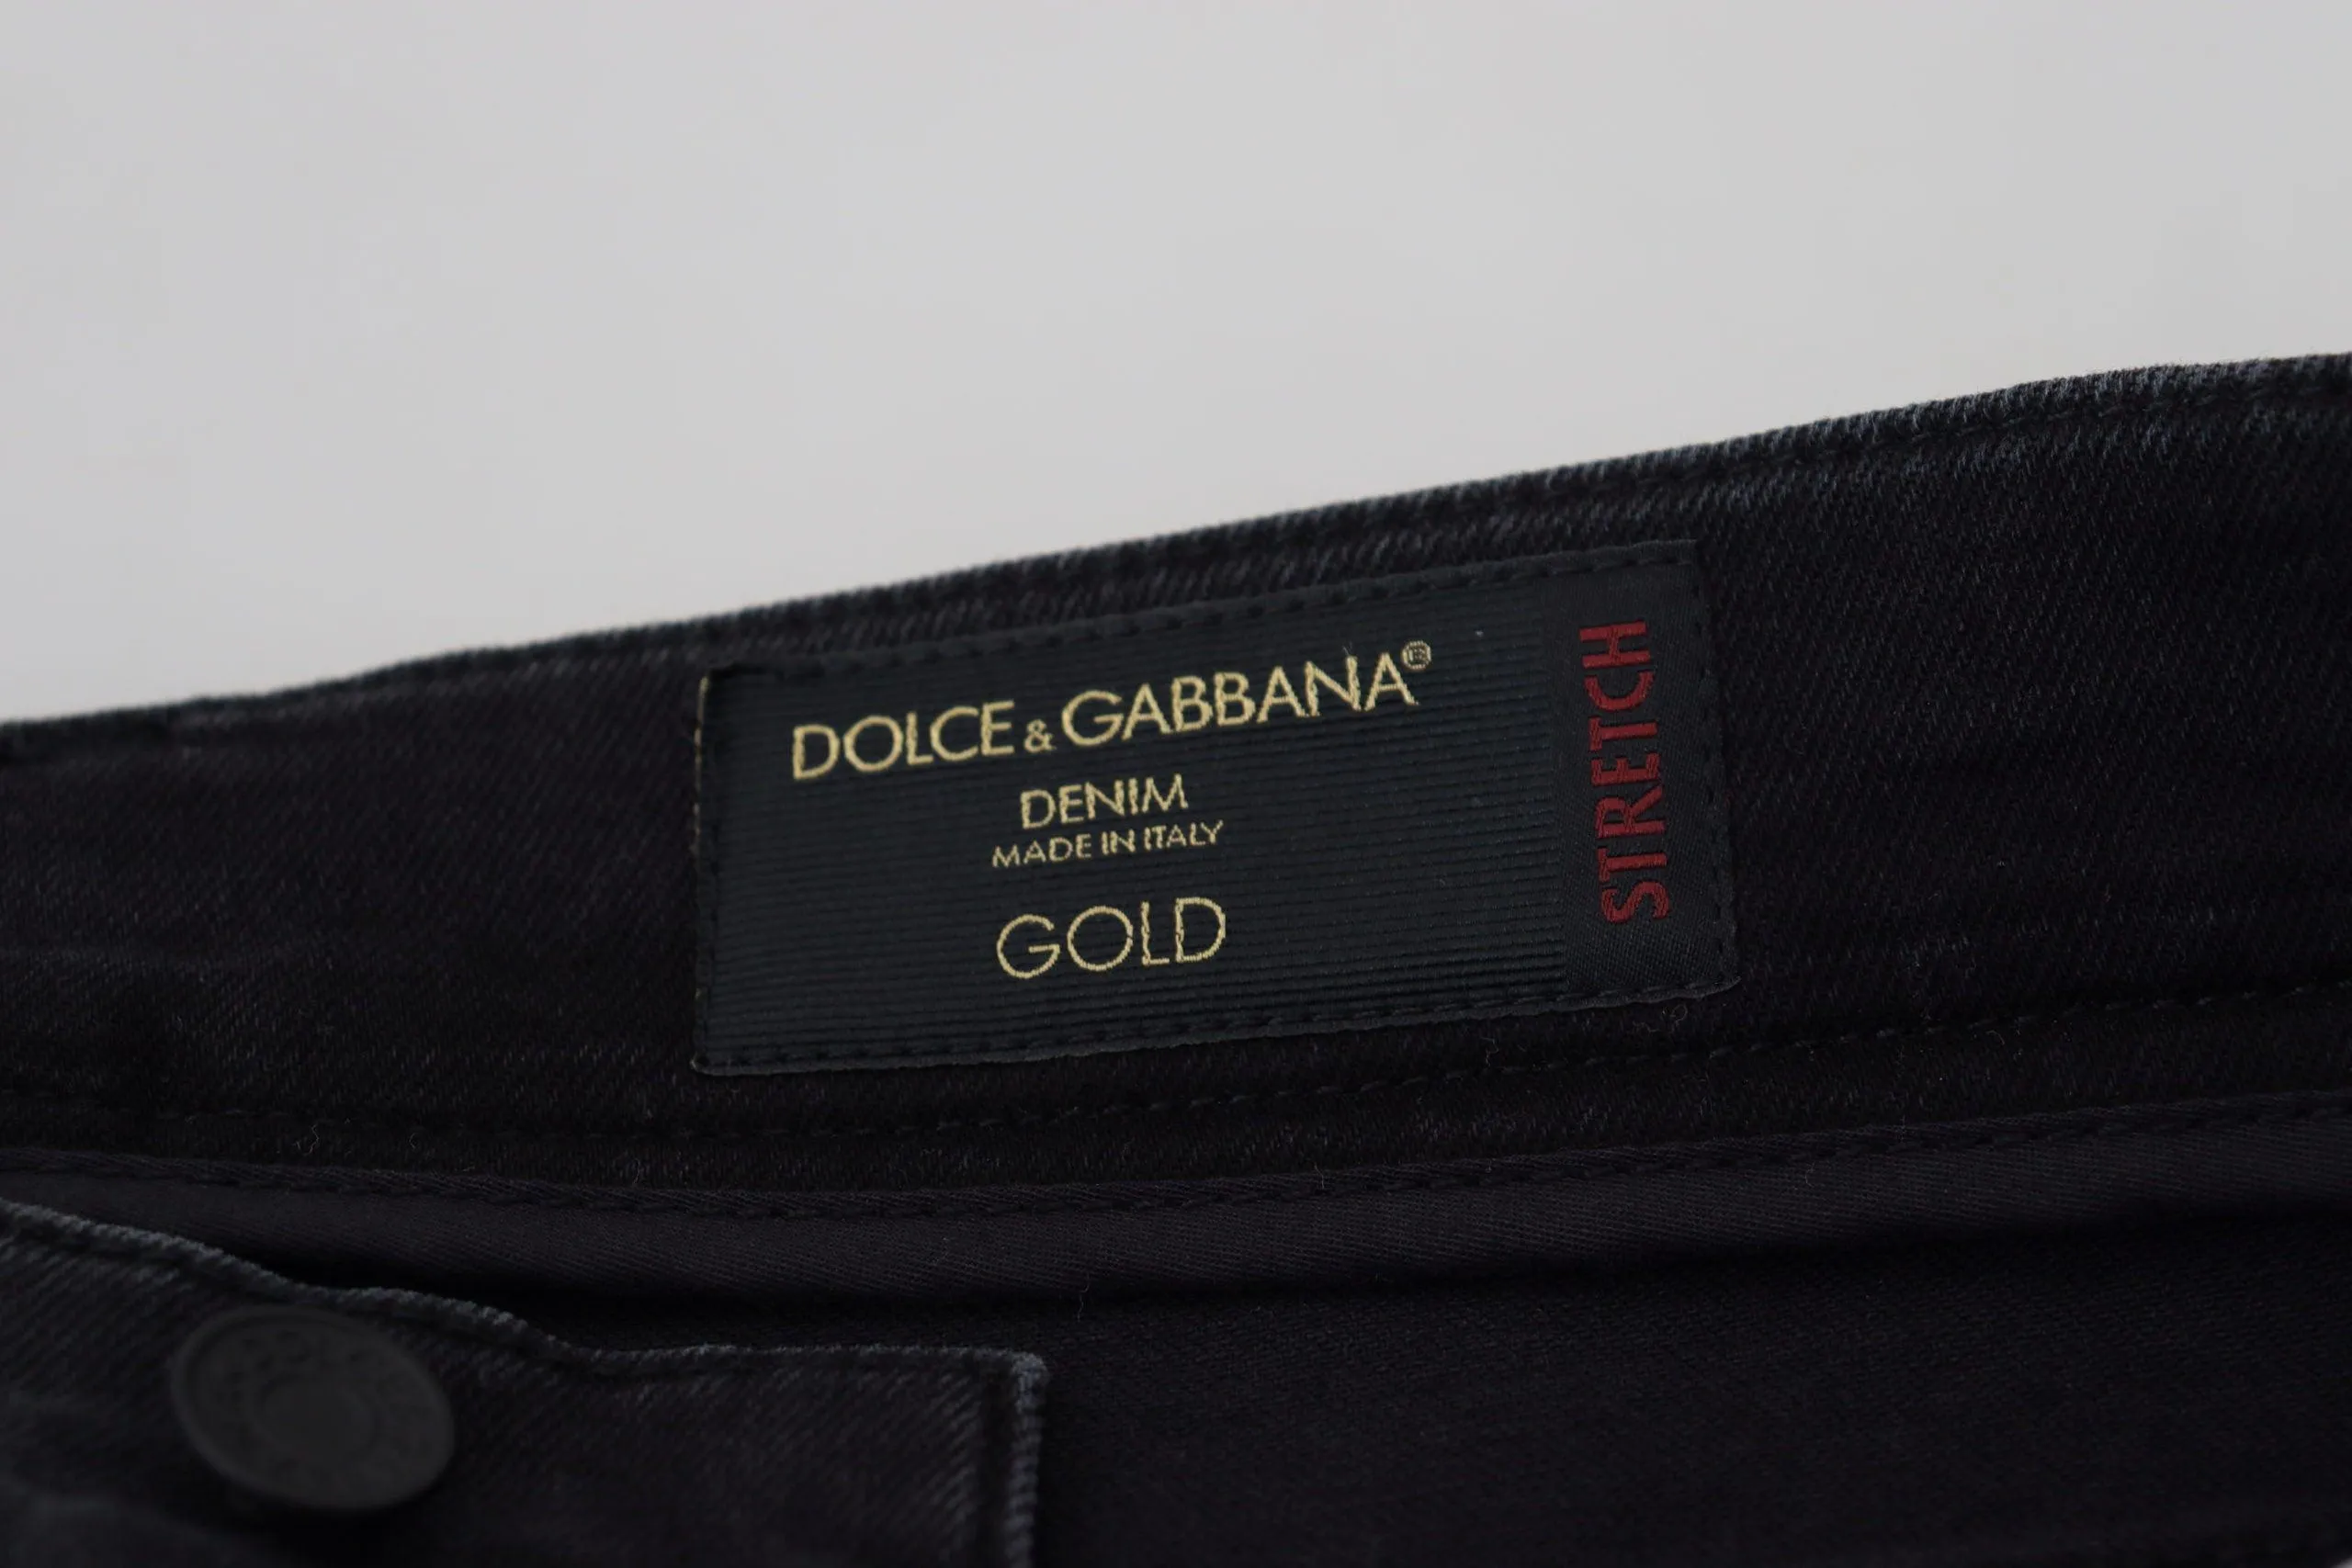 DOLCE & GABBANA®
DENIM
MADE IN ITALY
GOLD
STRETCH